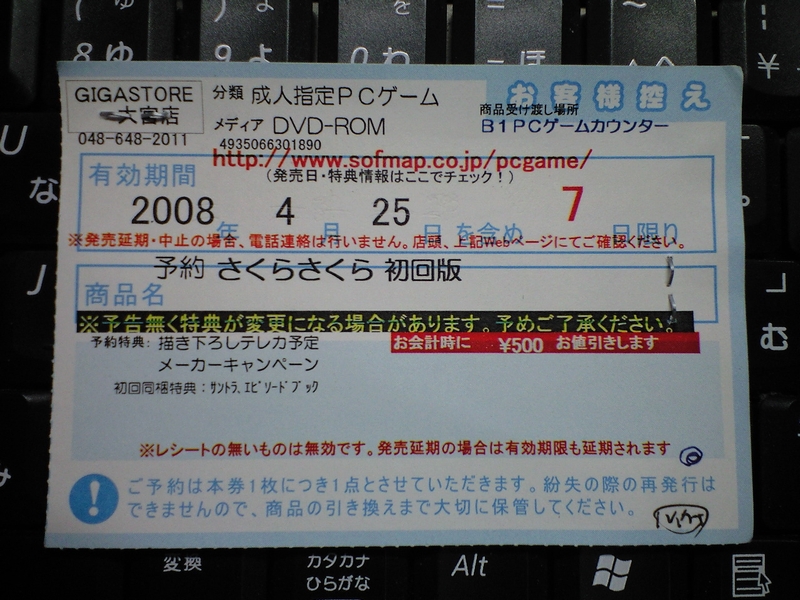 ゆ
8
9
よ
0
を
わ
=
ー
ほ
へ
¥
GIGASTORE
大宮店
048-648-2011
分類 成人指定PCゲーム
メディア DVD-ROM
4935066301890
お客様控え
商品受け渡し場所
B1PCゲームカウンター
http://www.sofmap.co.jp/pcgame/
(発売日・特典情報はここでチェック!)
有効期間
2008 年 4 月 25 日 を含め 7 日限り
※発売延期・中止の場合、電話連絡は行いません。店頭、上記Webページにてご確認ください。
予約 さくらさくら 初回版
商品名
※予告無く特典が変更になる場合があります。予めご了承ください。
予約特典:描き下ろしテレカ予定
お会計時に ¥500 お値引きします
メーカーキャンペーン
初回同梱特典:サントラ、エピソードブック
※レシートの無いものは無効です。発売延期の場合は有効期限も延期されます
ご予約は本券1枚につき1点とさせていただきます。紛失の際の再発行は
できませんので、商品の引き換えまで大切に保管してください。
U
な
J
」
む
変換
カタカナ
ひらがな
Alt